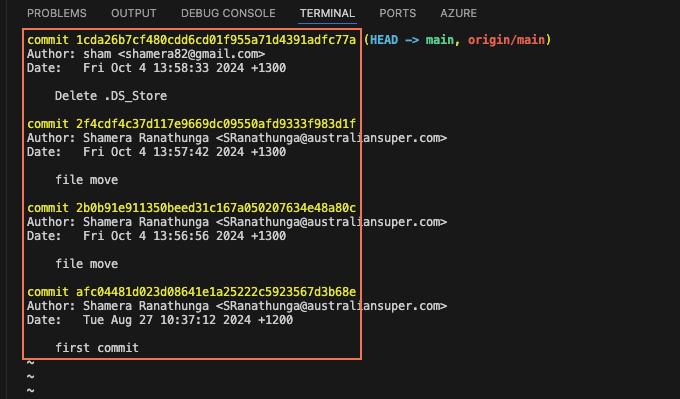 PROBLEMS OUTPUT DEBUG CONSOLE TERMINAL PORTS AZURE
commit 1cda26b7cf480cdd6cd01f955a71d4391adfc77a (HEAD -> main, origin/main)
Author: sham <shamera82@gmail.com>
Date:   Fri Oct 4 13:58:33 2024 +1300
    Delete .DS_Store
commit 2f4cdf4c37d117e9669dc09550afd9333f983d1f
Author: Shamera Ranathunga <SRanathunga@australiansuper.com>
Date:   Fri Oct 4 13:57:42 2024 +1300
    file move
commit 2b0b91e911350beed31c167a050207634e48a80c
Author: Shamera Ranathunga <SRanathunga@australiansuper.com>
Date:   Fri Oct 4 13:56:56 2024 +1300
    file move
commit afc04481d023d08641e1a25222c5923567d3b68e
Author: Shamera Ranathunga <SRanathunga@australiansuper.com>
Date:   Tue Aug 27 10:37:12 2024 +1200
    first commit
~
~
~